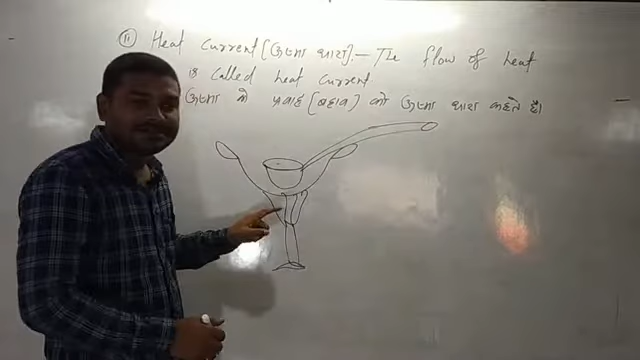 (ii) Heat Current [ऊष्मा धारा].- The flow of heat
is called heat current.
ऊष्मा के प्रवाह [बहाव] को ऊष्मा धारा कहते है।